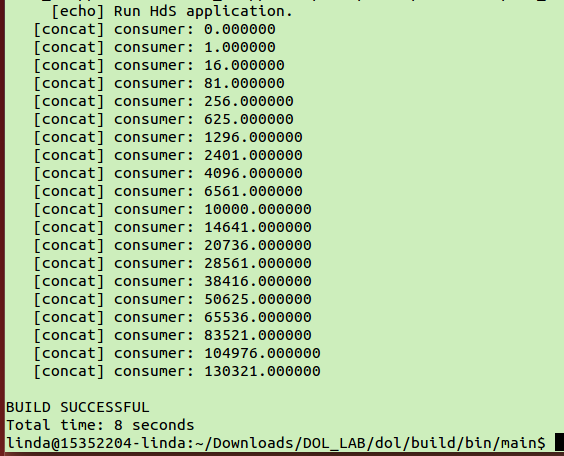 [echo] Run HdS application.
[concat] consumer: 0.000000
[concat] consumer: 1.000000
[concat] consumer: 16.000000
[concat] consumer: 81.000000
[concat] consumer: 256.000000
[concat] consumer: 625.000000
[concat] consumer: 1296.000000
[concat] consumer: 2401.000000
[concat] consumer: 4096.000000
[concat] consumer: 6561.000000
[concat] consumer: 10000.000000
[concat] consumer: 14641.000000
[concat] consumer: 20736.000000
[concat] consumer: 28561.000000
[concat] consumer: 38416.000000
[concat] consumer: 50625.000000
[concat] consumer: 65536.000000
[concat] consumer: 83521.000000
[concat] consumer: 104976.000000
[concat] consumer: 130321.000000
BUILD SUCCESSFUL
Total time: 8 seconds
linda@15352204-linda:~/Downloads/DOL_LAB/dol/build/bin/main$